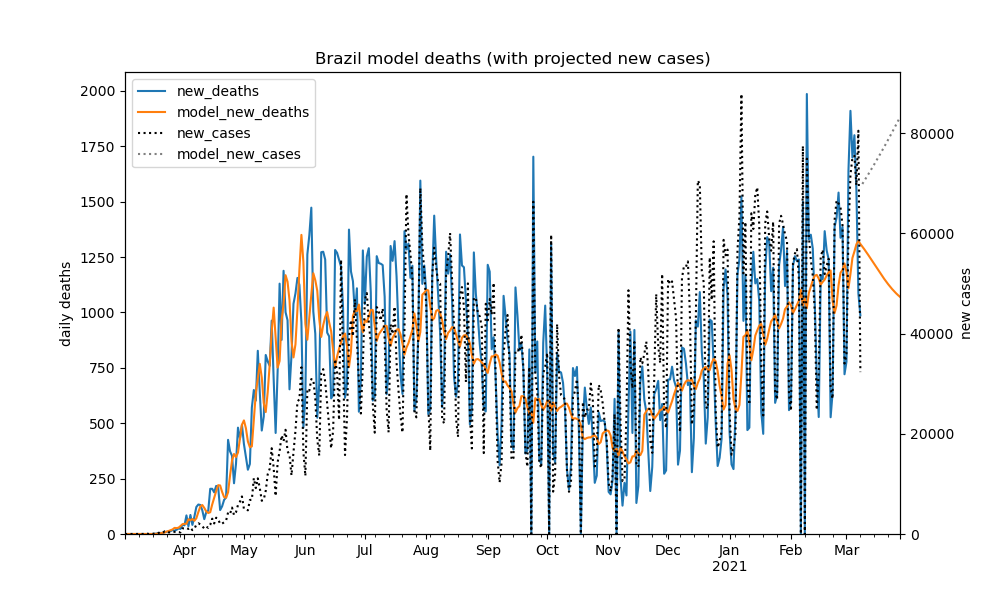 Brazil model deaths (with projected new cases)
new_deaths
model_new_deaths
new_cases
model_new_cases
daily deaths
2000
1750
1500
1250
1000
750
500
250
0
new cases
80000
60000
40000
20000
0
Apr May Jun Jul Aug Sep Oct Nov Dec Jan Feb Mar
2021